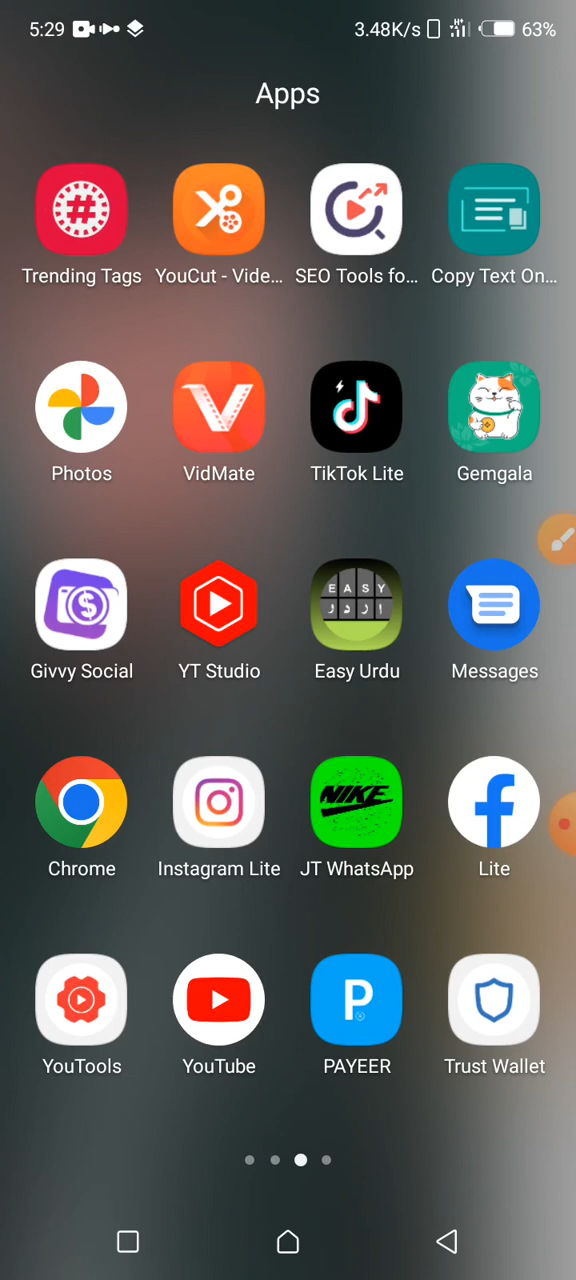 5:29 3.48K/s H+ 63%
Apps
Trending Tags YouCut - Vide... SEO Tools fo... Copy Text On...
Photos VidMate TikTok Lite Gemgala
EASY
Givvy Social YT Studio Easy Urdu Messages
NIKE
Chrome Instagram Lite JT WhatsApp Lite
YouTools YouTube PAYEER Trust Wallet